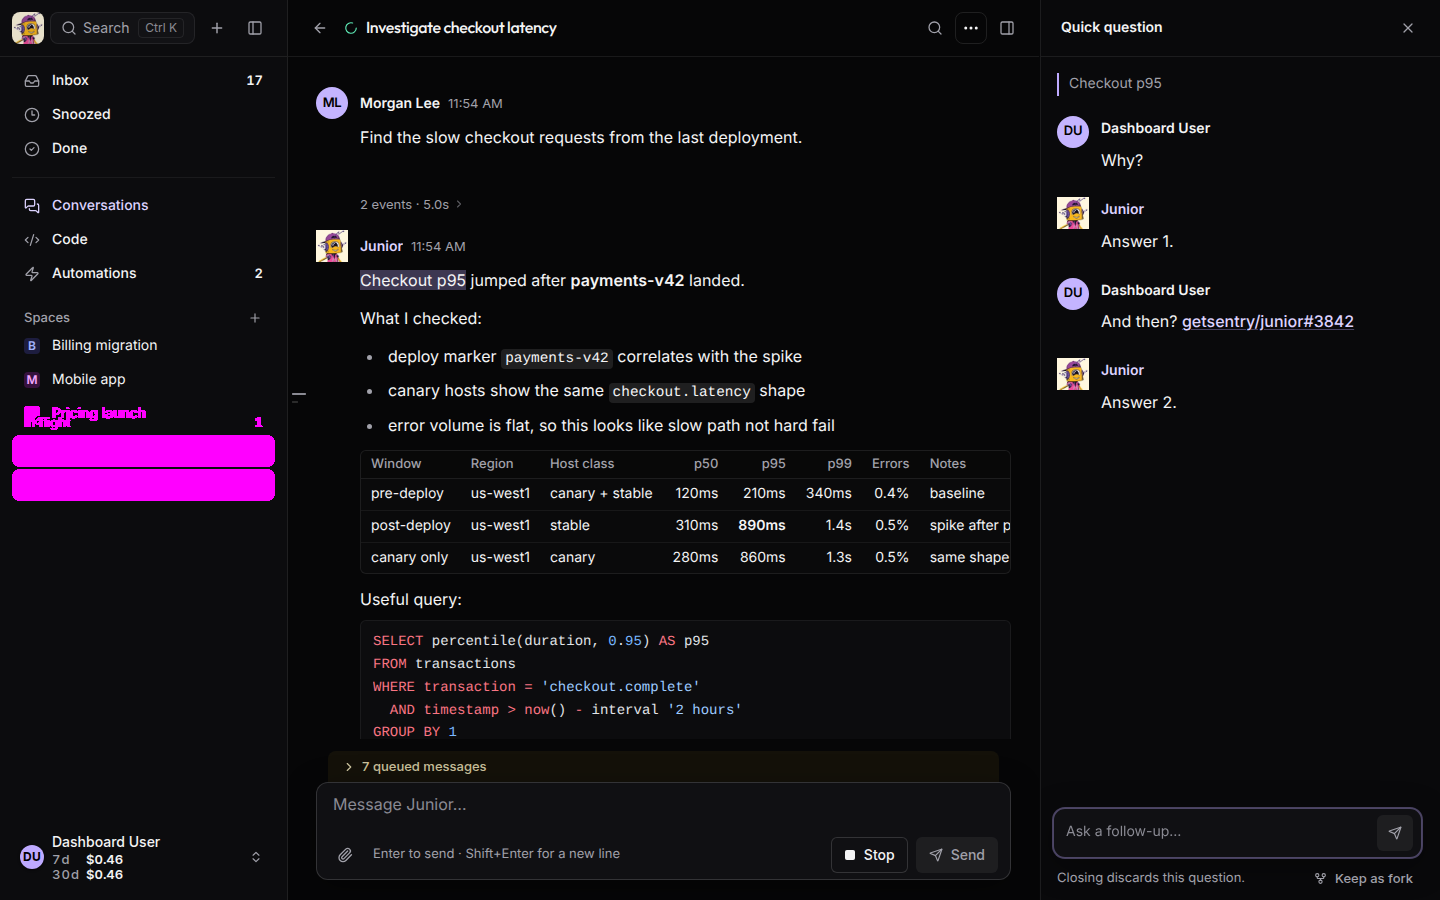 Search
Ctrl K
Inbox
17
Snoozed
Done
Conversations
Code
Automations
2
Spaces
B
Billing migration
M
Mobile app
Pricing launch
1
DU
Dashboard User
7d $0.46
30d $0.46
Investigate checkout latency
ML
Morgan Lee 11:54 AM
Find the slow checkout requests from the last deployment.
2 events · 5.0s
Junior 11:54 AM
Checkout p95 jumped after payments-v42 landed.
What I checked:
• deploy marker payments-v42 correlates with the spike
• canary hosts show the same checkout.latency shape
• error volume is flat, so this looks like slow path not hard fail
Window Region Host class p50 p95 p99 Errors Notes
pre-deploy us-west1 canary + stable 120ms 210ms 340ms 0.4% baseline
post-deploy us-west1 stable 310ms 890ms 1.4s 0.5% spike after p
canary only us-west1 canary 280ms 860ms 1.3s 0.5% same shape
Useful query:
SELECT percentile(duration, 0.95) AS p95
FROM transactions
WHERE transaction = 'checkout.complete'
AND timestamp > now() - interval '2 hours'
GROUP BY 1
7 queued messages
Message Junior...
Enter to send · Shift+Enter for a new line
Stop
Send
Quick question
Checkout p95
DU
Dashboard User
Why?
Junior
Answer 1.
DU
Dashboard User
And then? getsentry/junior#3842
Junior
Answer 2.
Ask a follow-up...
Closing discards this question.
Keep as fork